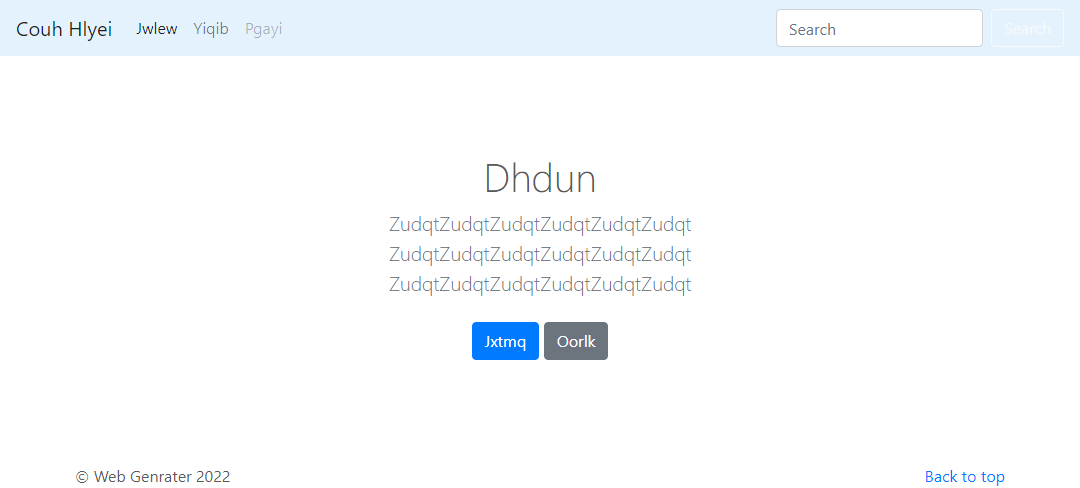 Couh Hlyei Jwlew Yiqib Pgayi Search Search
Dhdun
ZudqtZudqtZudqtZudqtZudqtZudqt
ZudqtZudqtZudqtZudqtZudqtZudqt
ZudqtZudqtZudqtZudqtZudqtZudqt
Jxtmq Oorlk
© Web Genrater 2022 Back to top